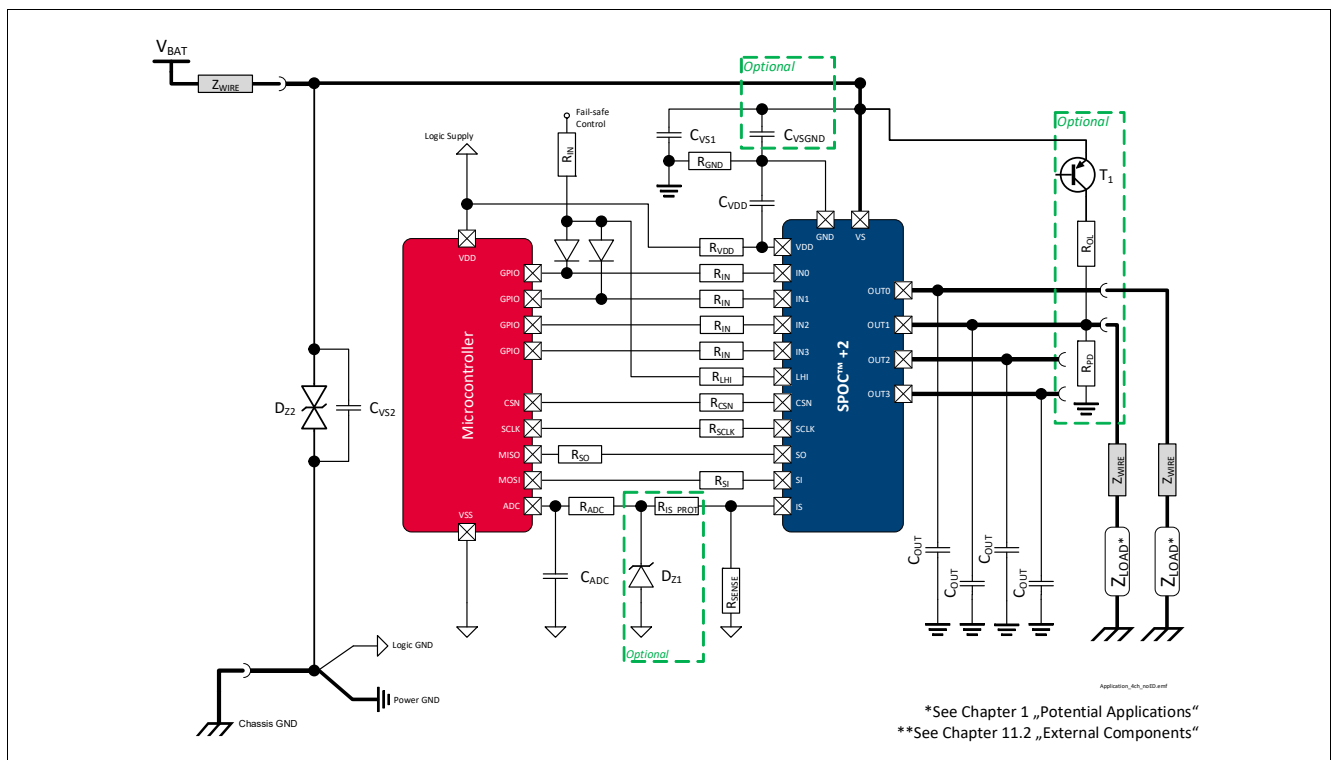 VBAT
ZWIRE
Optional
Fail-safe
Control
Logic Supply
RIN
CVS1
CVSGND
RGND
CVDD
Optional
T1
ROL
RPD
VDD
GND
VS
RVDD
VDD
GPIO
RIN
IN0
GPIO
RIN
IN1
GPIO
RIN
IN2
GPIO
RIN
IN3
RLHI
LHI
CSN
RCSN
CSN
SCLK
RSCLK
SCLK
MISO
RSO
SO
MOSI
RSI
SI
ADC
RADC
RIS_PROT
IS
VSS
Microcontroller
SPOC™ +2
OUT0
OUT1
OUT2
OUT3
DZ2
CVS2
CADC
DZ1
RSENSE
Optional
COUT
COUT
COUT
COUT
ZWIRE
ZWIRE
ZLOAD*
ZLOAD*
Logic GND
Power GND
Chassis GND
Application_4ch_noED.emf
*See Chapter 1 „Potential Applications“
**See Chapter 11.2 „External Components“